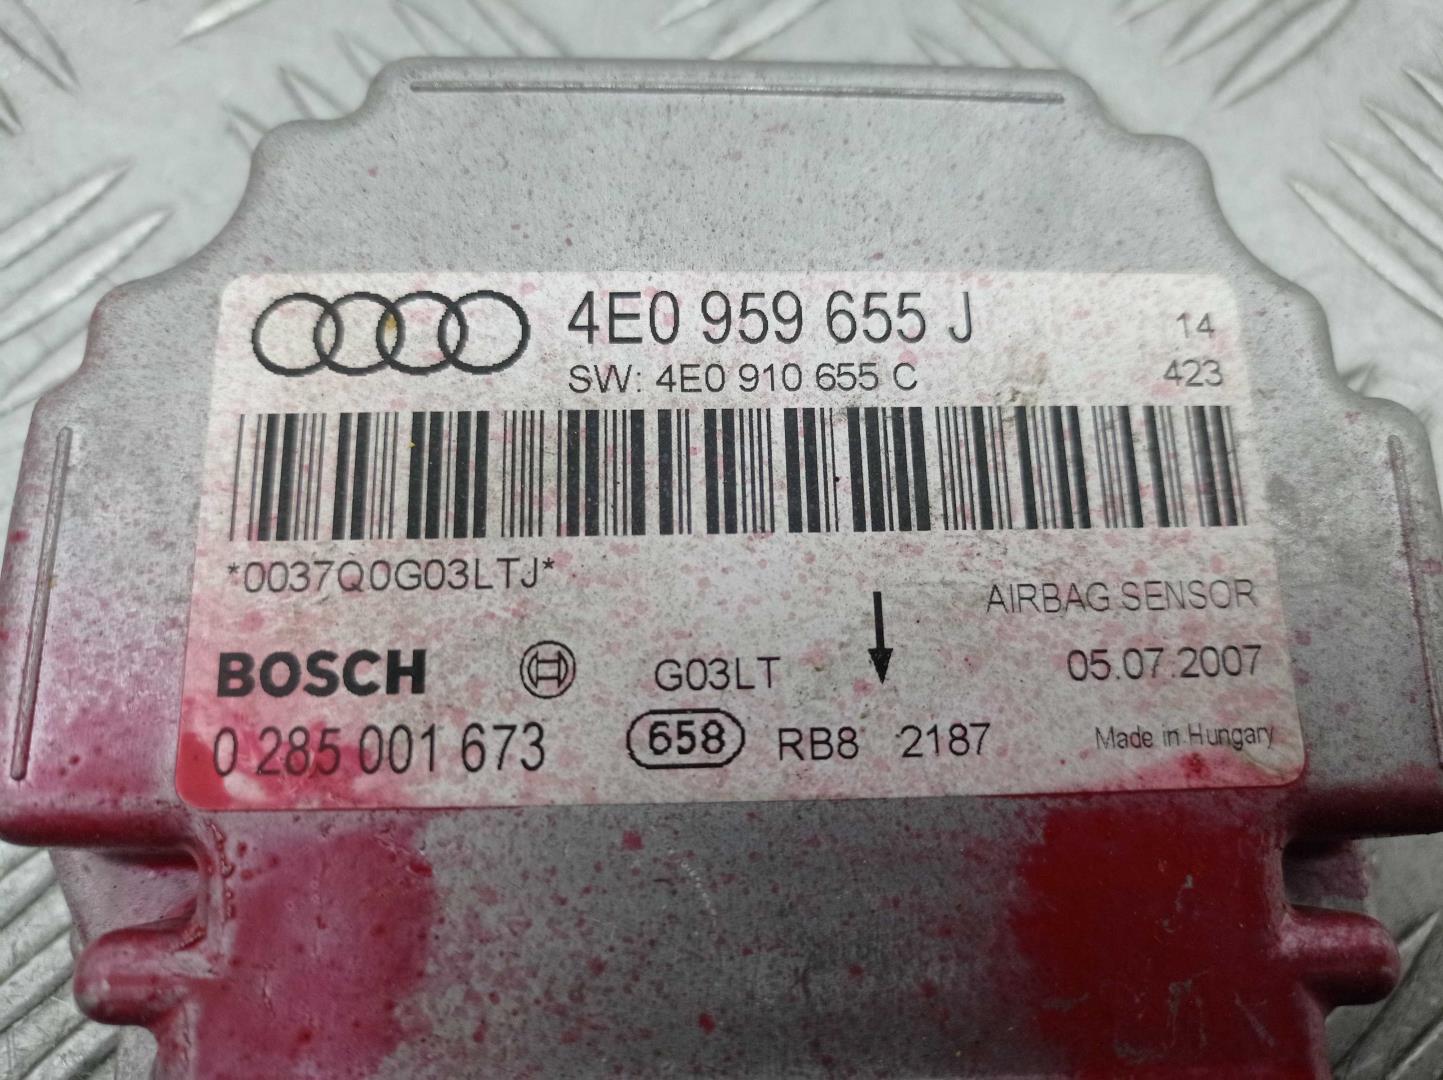 4E0 959 655 J
14
SW: 4E0 910 655 C
423
*0037Q0G03LTJ*
AIRBAG SENSOR
BOSCH
G03LT
05.07.2007
0 285 001 673
658
RB8 2187
Made in Hungary